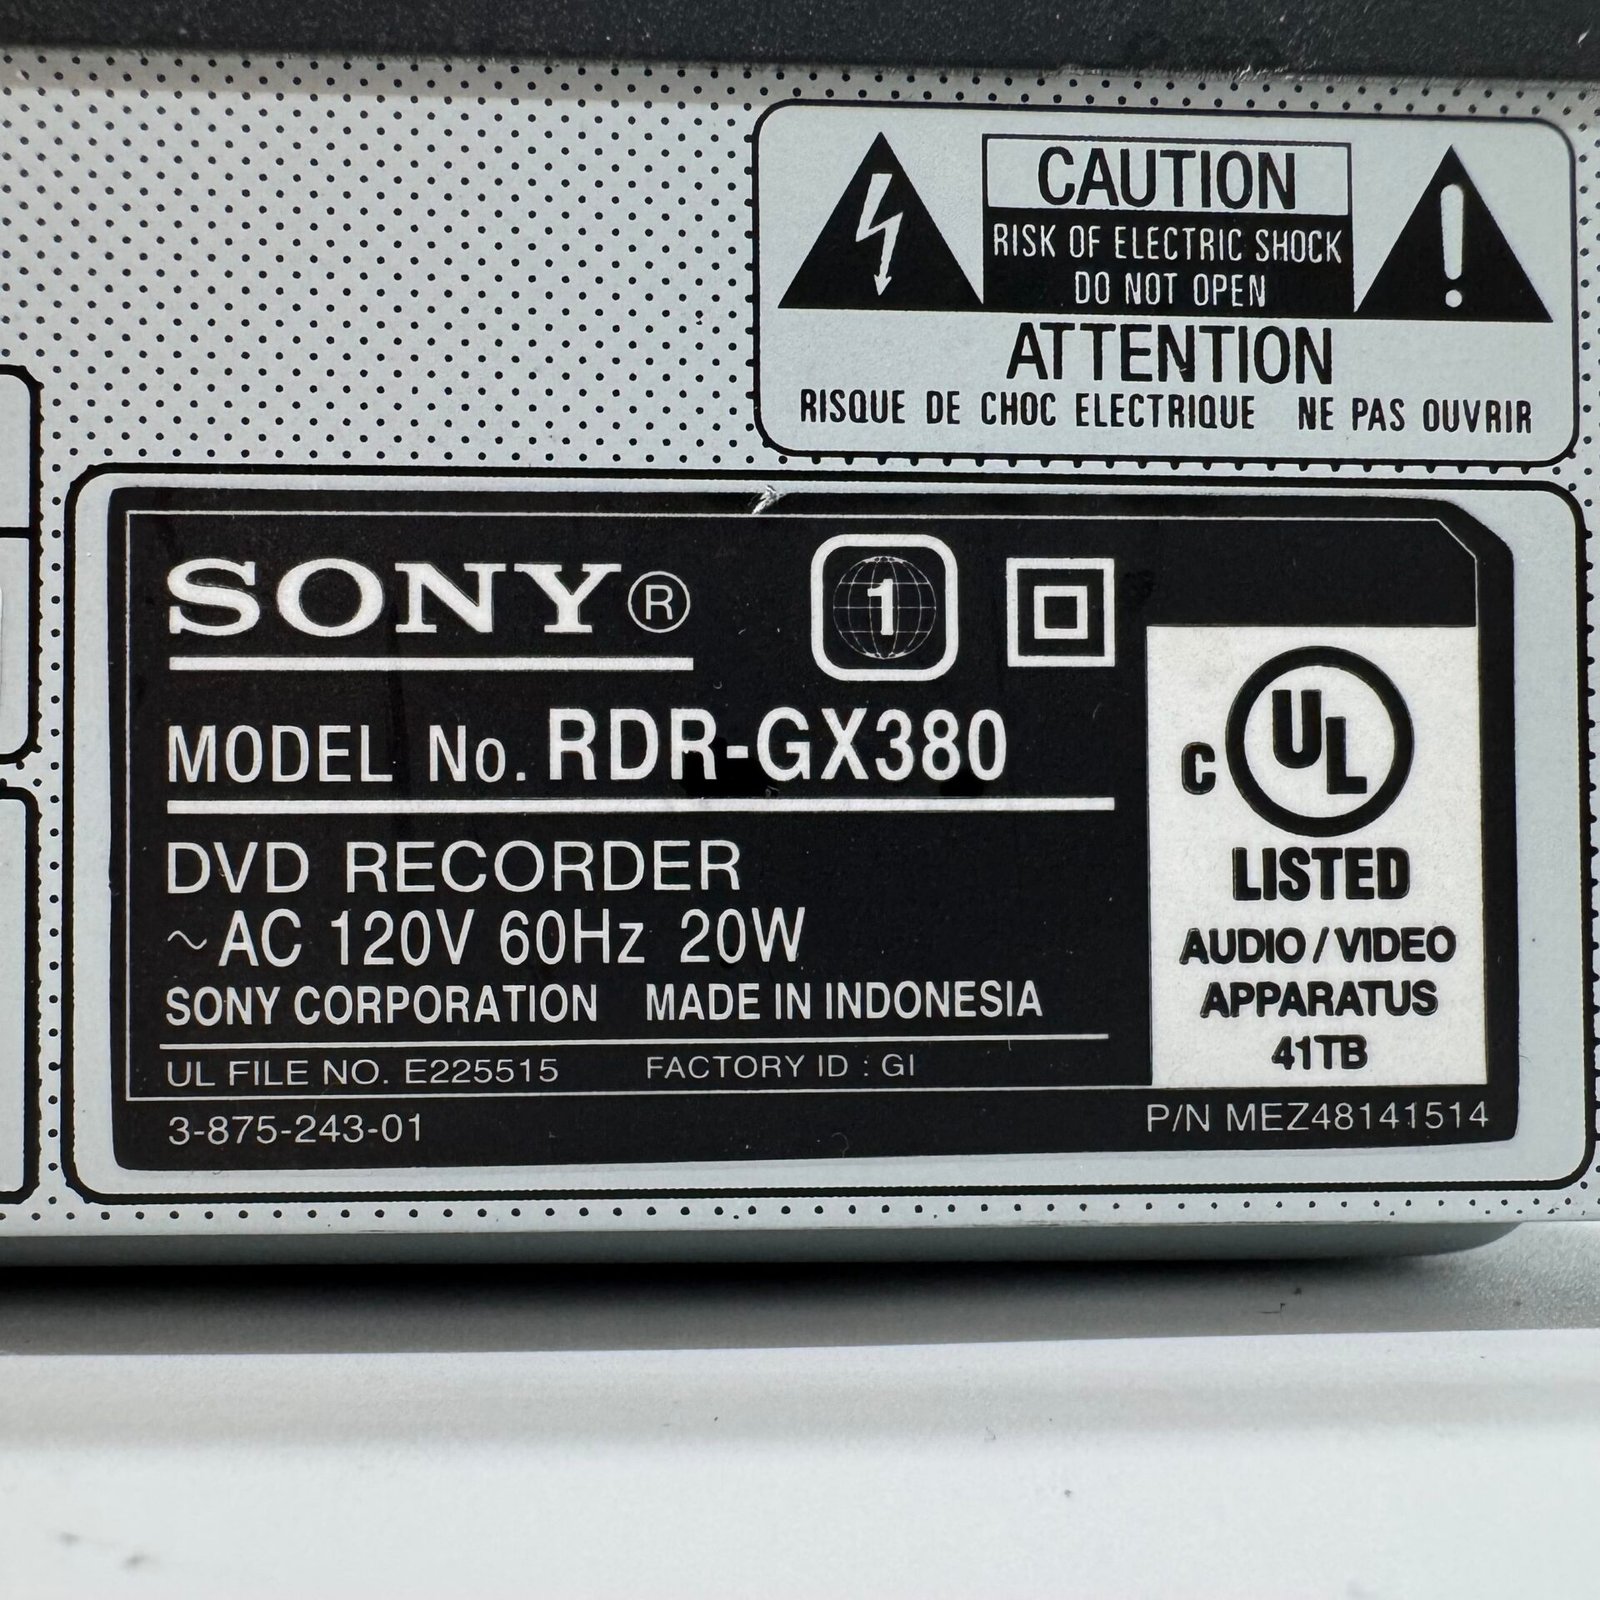 CAUTION
RISK OF ELECTRIC SHOCK
DO NOT OPEN
ATTENTION
RISQUE DE CHOC ELECTRIQUE NE PAS OUVRIR
SONY® 1
MODEL No. RDR-GX380
DVD RECORDER
~AC 120V 60Hz 20W
SONY CORPORATION MADE IN INDONESIA
UL FILE NO. E225515 FACTORY ID : GI
3-875-243-01
C UL
LISTED
AUDIO/VIDEO
APPARATUS
41TB
P/N MEZ48141514